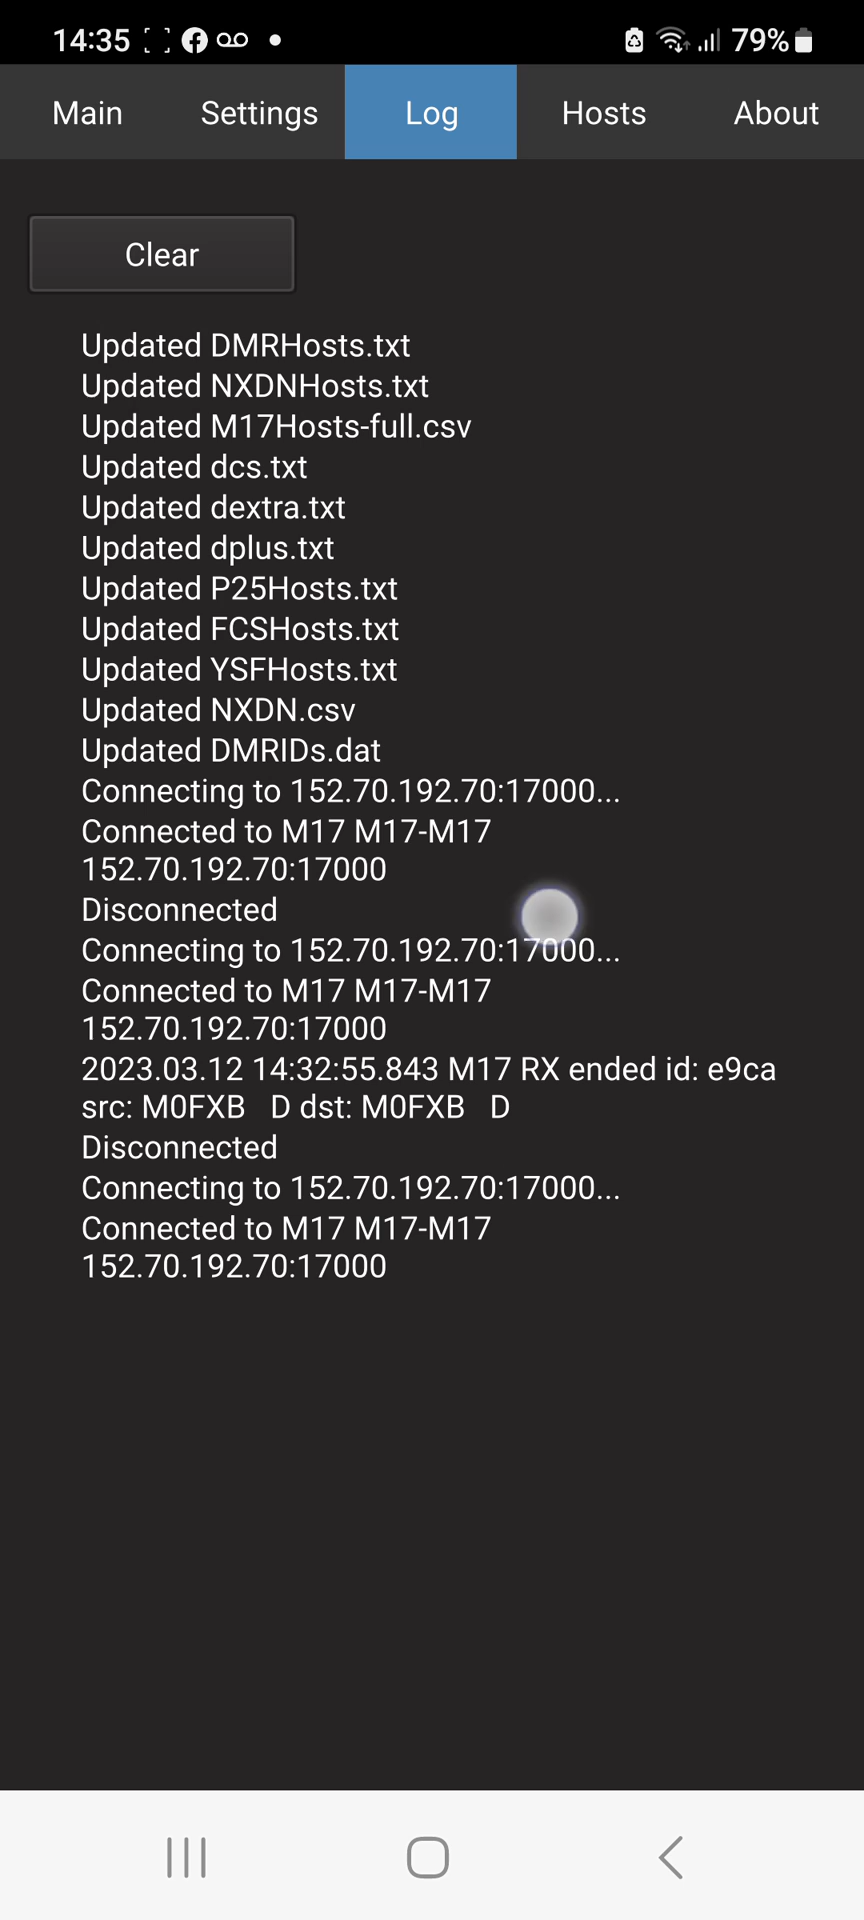 14:35
79%
Main Settings Log Hosts About
Clear
Updated DMRHosts.txt
Updated NXDNHosts.txt
Updated M17Hosts-full.csv
Updated dcs.txt
Updated dextra.txt
Updated dplus.txt
Updated P25Hosts.txt
Updated FCSHosts.txt
Updated YSFHosts.txt
Updated NXDN.csv
Updated DMRIDs.dat
Connecting to 152.70.192.70:17000...
Connected to M17 M17-M17
152.70.192.70:17000
Disconnected
Connecting to 152.70.192.70:17000...
Connected to M17 M17-M17
152.70.192.70:17000
2023.03.12 14:32:55.843 M17 RX ended id: e9ca
src: M0FXB   D dst: M0FXB   D
Disconnected
Connecting to 152.70.192.70:17000...
Connected to M17 M17-M17
152.70.192.70:17000